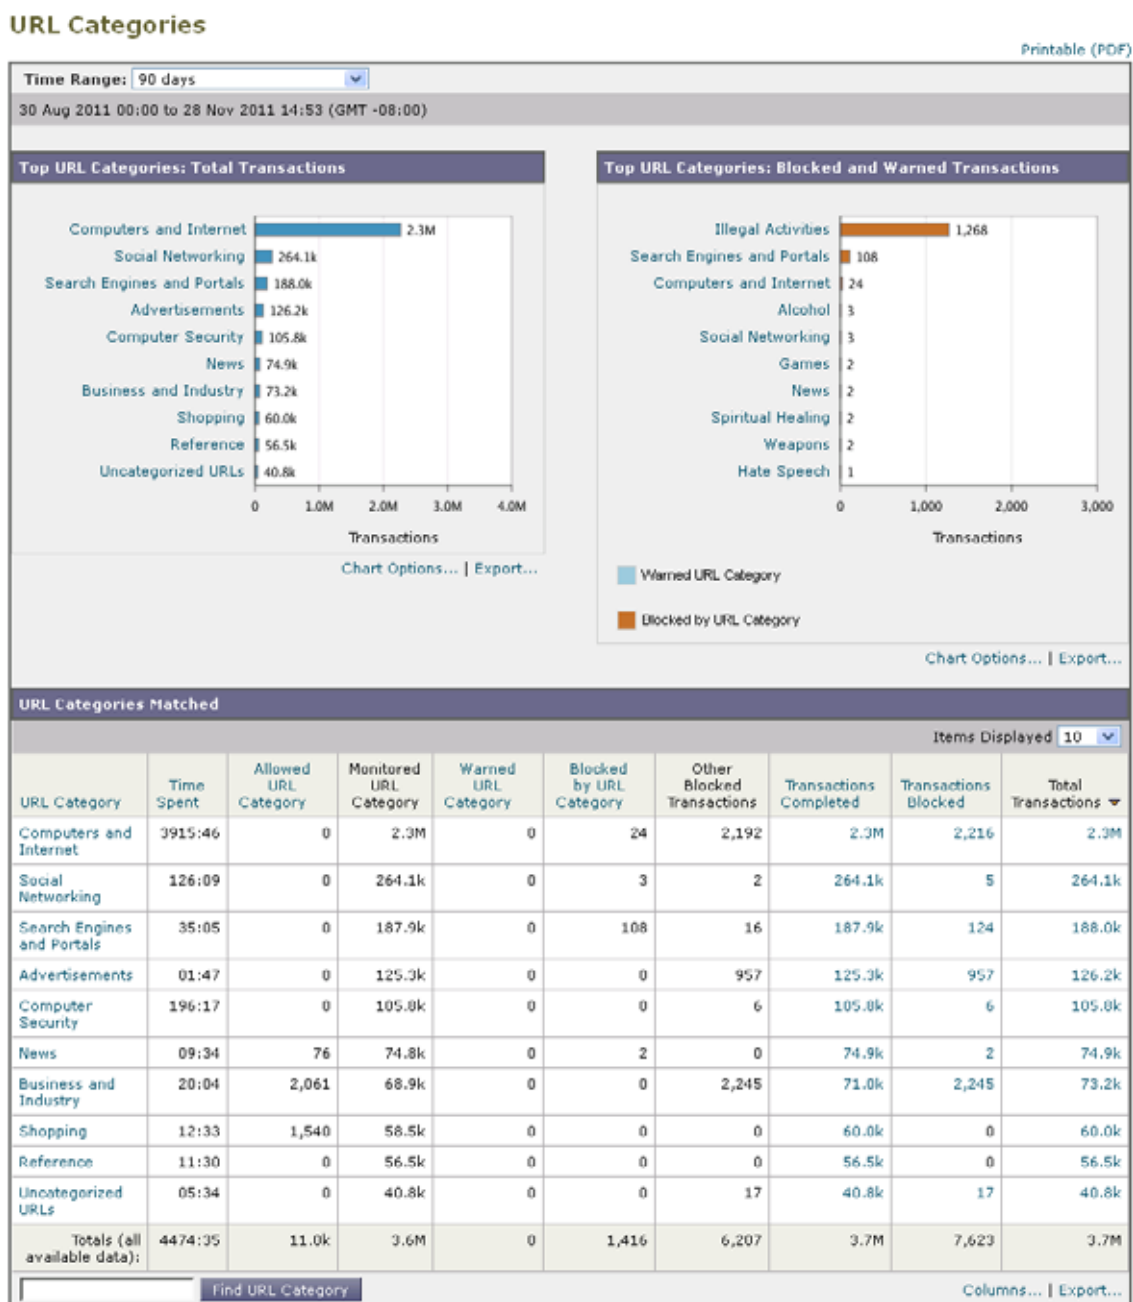 URL Categories
Printable (PDF)
Time Range: 90 days
30 Aug 2011 00:00 to 28 Nov 2011 14:53 (GMT -08:00)
Top URL Categories: Total Transactions
Computers and Internet 2.3M
Social Networking 264.1k
Search Engines and Portals 188.0k
Advertisements 126.2k
Computer Security 105.8k
News 74.9k
Business and Industry 73.2k
Shopping 60.0k
Reference 56.5k
Uncategorized URLs 40.8k
0 1.0M 2.0M 3.0M 4.0M
Transactions
Chart Options... | Export...
Top URL Categories: Blocked and Warned Transactions
Illegal Activities 1,268
Search Engines and Portals 108
Computers and Internet 24
Alcohol 3
Social Networking 3
Games 2
News 2
Spiritual Healing 2
Weapons 2
Hate Speech 1
0 1,000 2,000 3,000
Transactions
Warned URL Category
Blocked by URL Category
Chart Options... | Export...
URL Categories Matched
Items Displayed 10
URL Category Time Spent Allowed URL Category Monitored URL Category Warned URL Category Blocked by URL Category Other Blocked Transactions Transactions Completed Transactions Blocked Total Transactions
Computers and Internet 3915:46 0 2.3M 0 24 2,192 2.3M 2,216 2.3M
Social Networking 126:09 0 264.1k 0 3 2 264.1k 5 264.1k
Search Engines and Portals 35:05 0 187.9k 0 108 16 187.9k 124 188.0k
Advertisements 01:47 0 125.3k 0 0 957 125.3k 957 126.2k
Computer Security 196:17 0 105.8k 0 0 6 105.8k 6 105.8k
News 09:34 76 74.8k 0 2 0 74.9k 2 74.9k
Business and Industry 20:04 2,061 68.9k 0 0 2,245 71.0k 2,245 73.2k
Shopping 12:33 1,540 58.5k 0 0 0 60.0k 0 60.0k
Reference 11:30 0 56.5k 0 0 0 56.5k 0 56.5k
Uncategorized URLs 05:34 0 40.8k 0 0 17 40.8k 17 40.8k
Totals (all available data): 4474:35 11.0k 3.6M 0 1,416 6,207 3.7M 7,623 3.7M
Find URL Category
Columns... | Export...